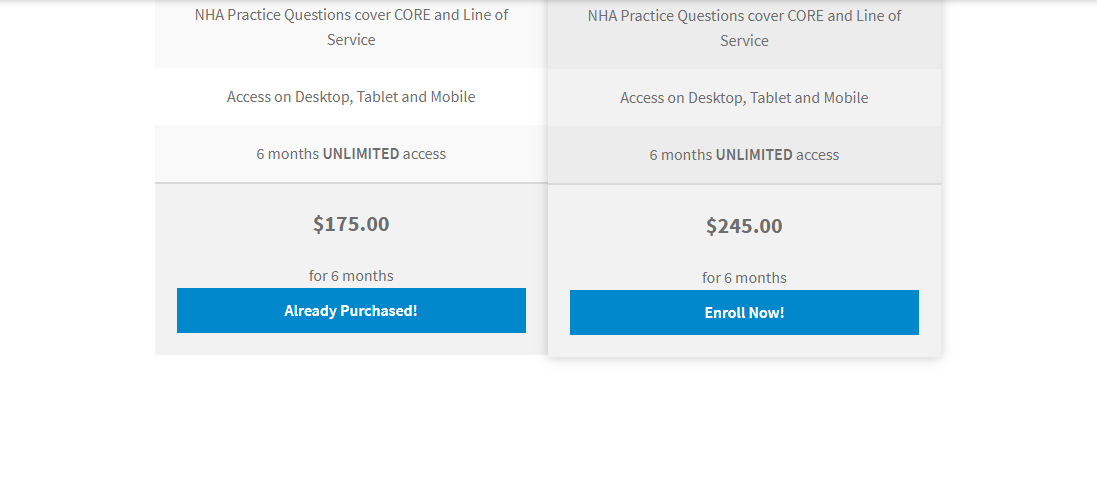 NHA Practice Questions cover CORE and Line of
Service
Access on Desktop, Tablet and Mobile
6 months UNLIMITED access
$175.00
for 6 months
Already Purchased!
NHA Practice Questions cover CORE and Line of
Service
Access on Desktop, Tablet and Mobile
6 months UNLIMITED access
$245.00
for 6 months
Enroll Now!